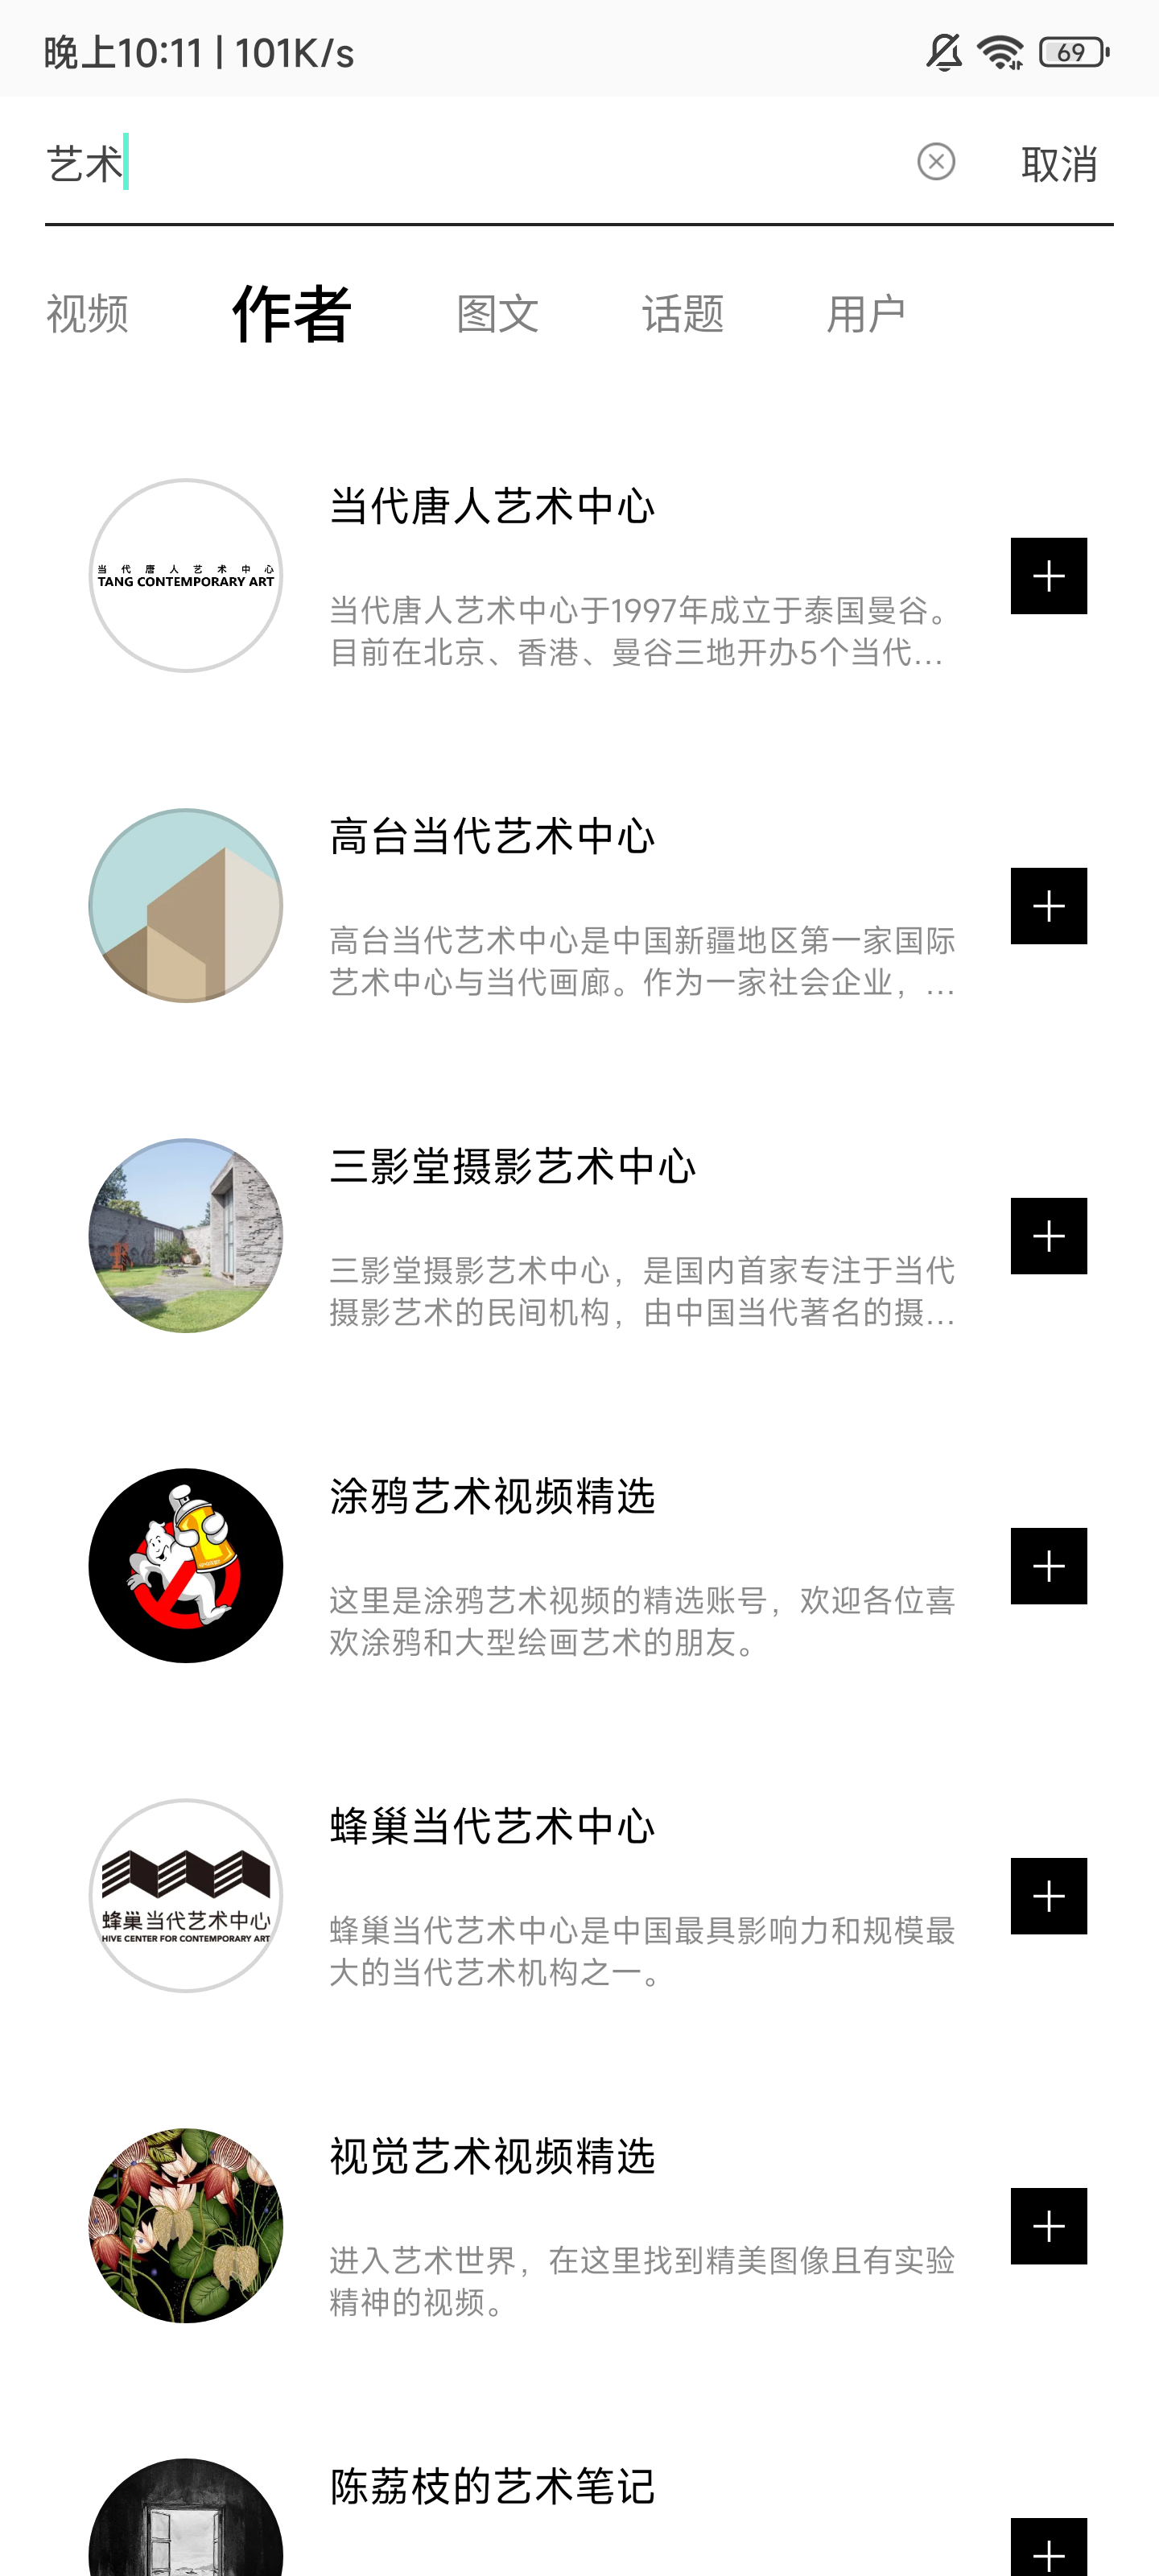 晚上10:11 | 101K/s
69
艺术
取消
视频
作者
图文
话题
用户
当代唐人艺术中心
TANG CONTEMPORARY ART
当代唐人艺术中心
当代唐人艺术中心于1997年成立于泰国曼谷。
目前在北京、香港、曼谷三地开办5个当代...
高台当代艺术中心
高台当代艺术中心是中国新疆地区第一家国际
艺术中心与当代画廊。作为一家社会企业，...
三影堂摄影艺术中心
三影堂摄影艺术中心，是国内首家专注于当代
摄影艺术的民间机构，由中国当代著名的摄...
涂鸦艺术视频精选
这里是涂鸦艺术视频的精选账号，欢迎各位喜
欢涂鸦和大型绘画艺术的朋友。
蜂巢当代艺术中心
HIVE CENTER FOR CONTEMPORARY ART
蜂巢当代艺术中心
蜂巢当代艺术中心是中国最具影响力和规模最
大的当代艺术机构之一。
视觉艺术视频精选
进入艺术世界，在这里找到精美图像且有实验
精神的视频。
陈荔枝的艺术笔记